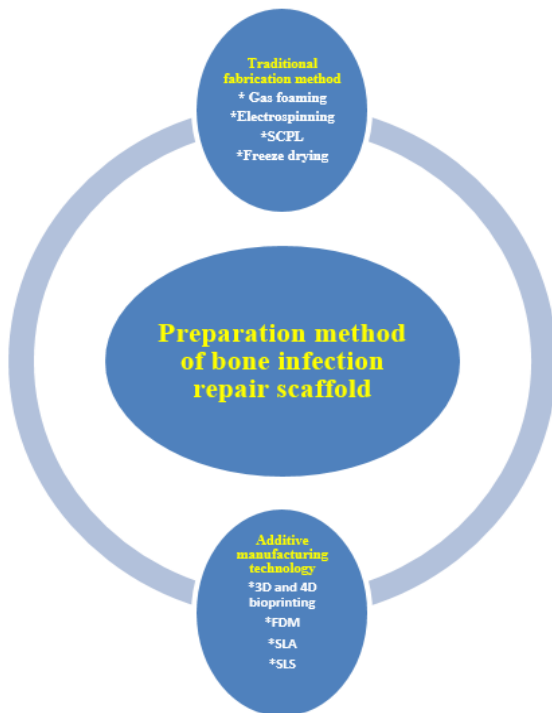 Traditional
fabrication method
* Gas foaming
*Electrospinning
*SCPL
*Freeze drying
Preparation method
of bone infection
repair scaffold
Additive
manufacturing
technology
*3D and 4D
bioprinting
*FDM
*SLA
*SLS